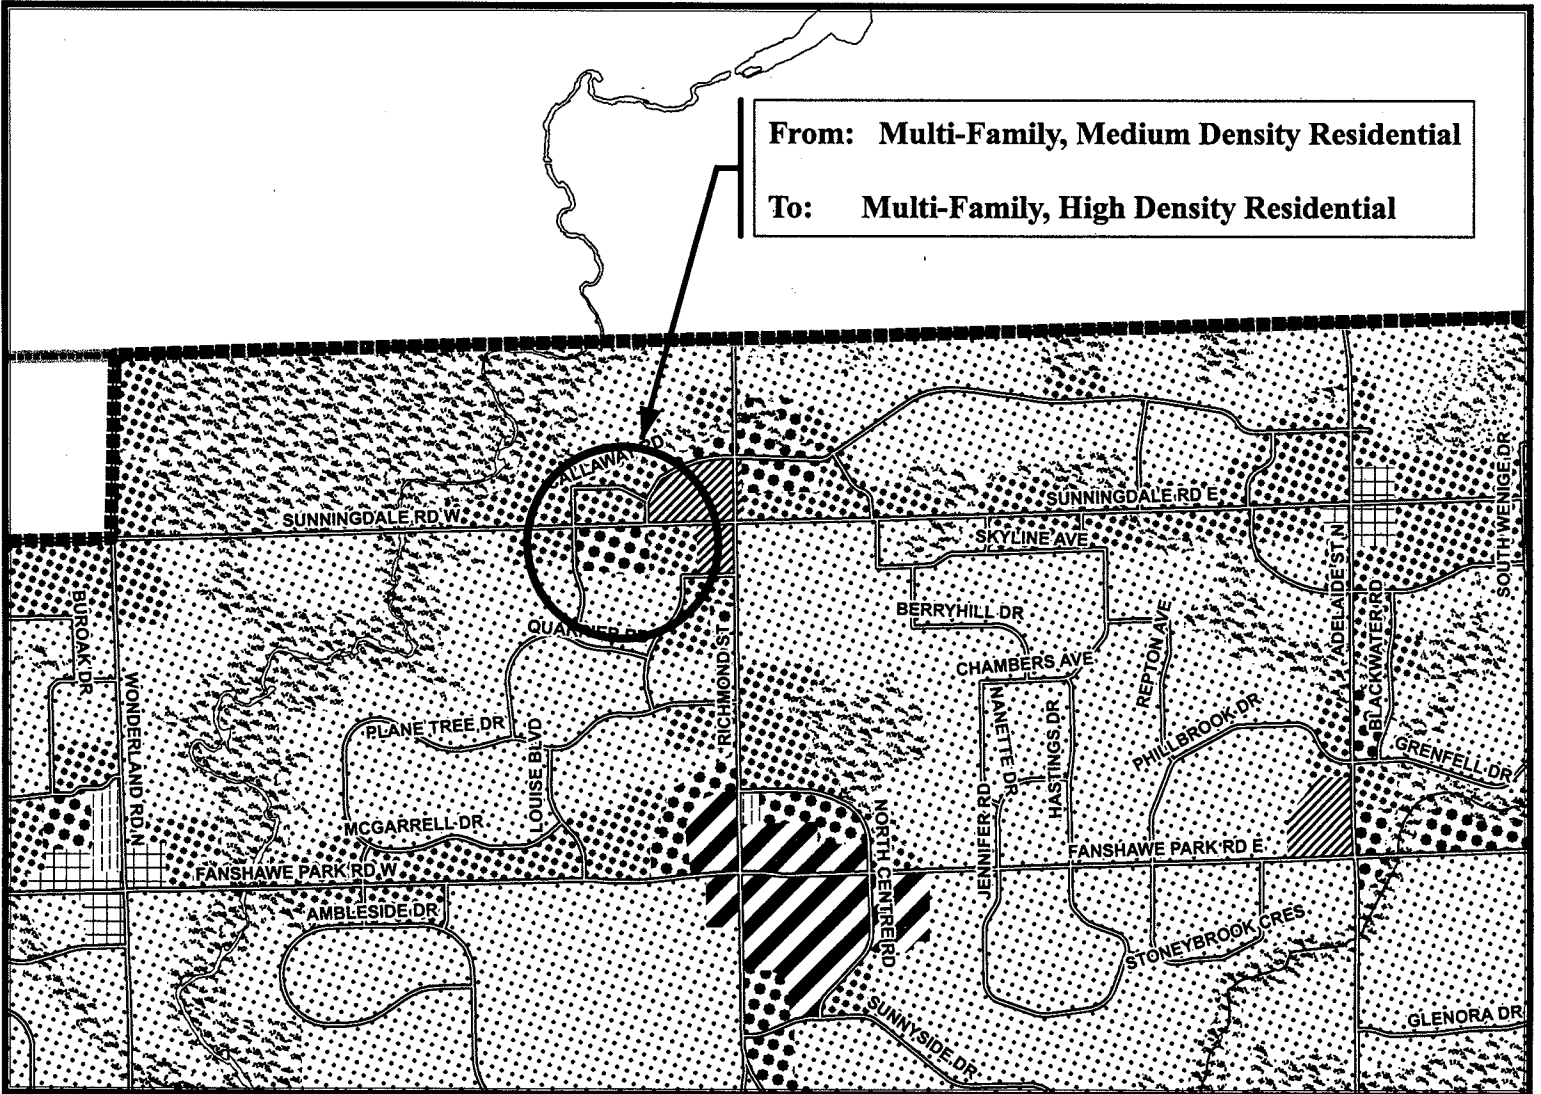 From: Multi-Family, Medium Density Residential
To: Multi-Family, High Density Residential
SUNNINGDALE RD W
SUNNINGDALE RD E
SKYLINE AVE
SOUTH WENIGE DR
ADELAIDE ST N
BLACKWATER RD
BUROAK DR
WONDERLAND RD N
QUARRIER RD
RICHMOND ST
BERRYHILL DR
CHAMBERS AVE
REPTON AVE
NANETTE DR
HASTINGS DR
PHILLBROOK DR
GRENFELL DR
PLANE TREE DR
LOUISE BLVD
MCGARRELL DR
JENNIFER RD
NORTH CENTRE RD
FANSHAWE PARK RD W
FANSHAWE PARK RD E
AMBLESIDE DR
STONEYBROOK CRES
SUNNYSIDE DR
GLENORA DR